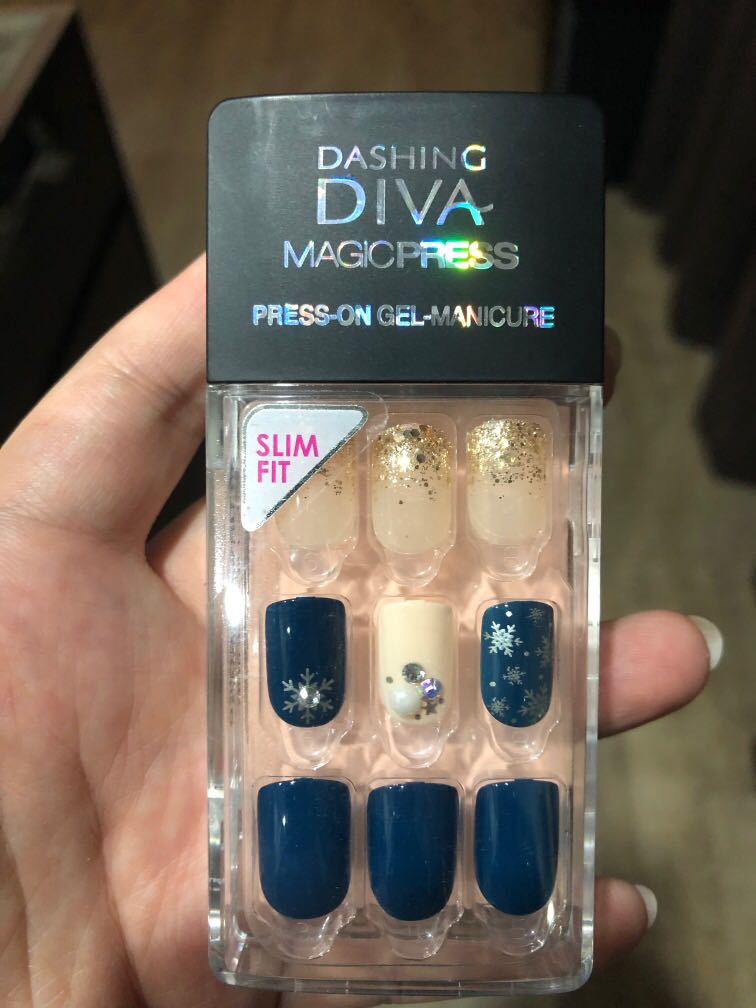 DASHING
DIVA
MAGICPRESS
PRESS-ON GEL-MANICURE
SLIM
FIT